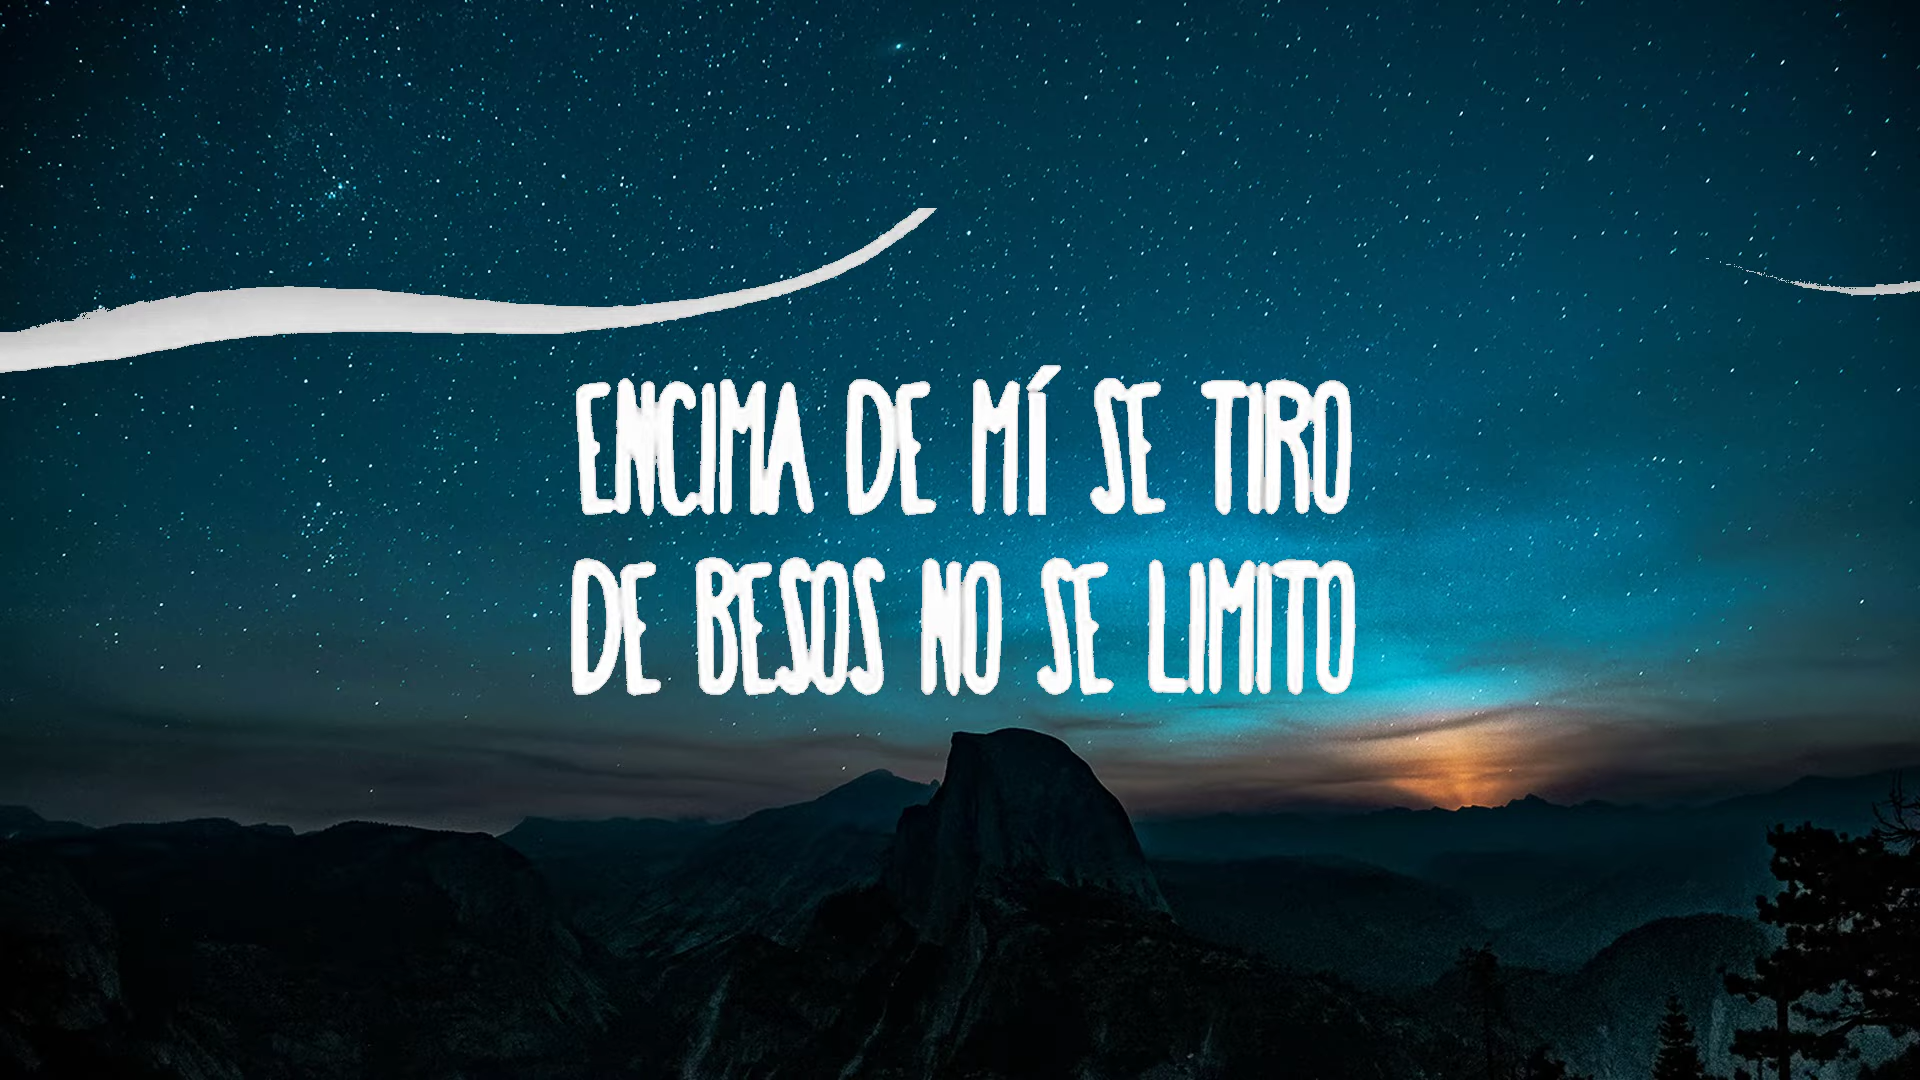 ENCIMA DE MÍ SE TIRO
DE BESOS NO SE LIMITO